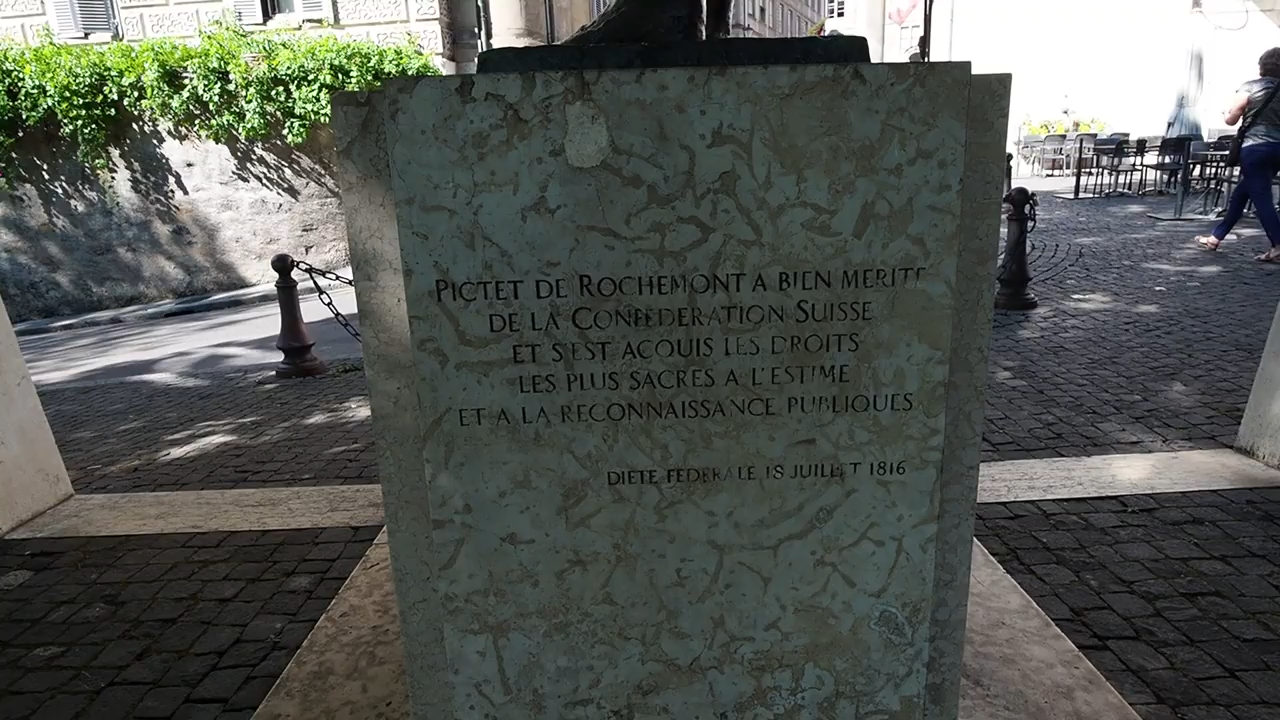 PICTET DE ROCHEMONT A BIEN MERITE
DE LA CONFEDERATION SUISSE
ET S'EST ACQUIS LES DROITS
LES PLUS SACRES A L'ESTIME
ET A LA RECONNAISSANCE PUBLIQUES
DIETE FEDERALE 18 JUILLET 1816